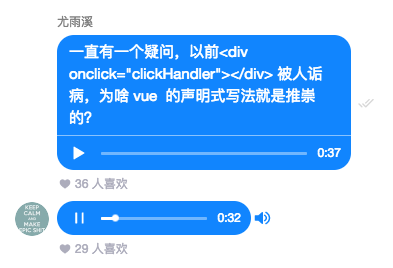 尤雨溪
一直有一个疑问，以前<div
onclick="clickHandler"></div> 被人诟
病，为啥 vue  的声明式写法就是推崇
的?
0:37
36 人喜欢
KEEP
CALM
AND
MAKE
EPIC SHIT
0:32
29 人喜欢